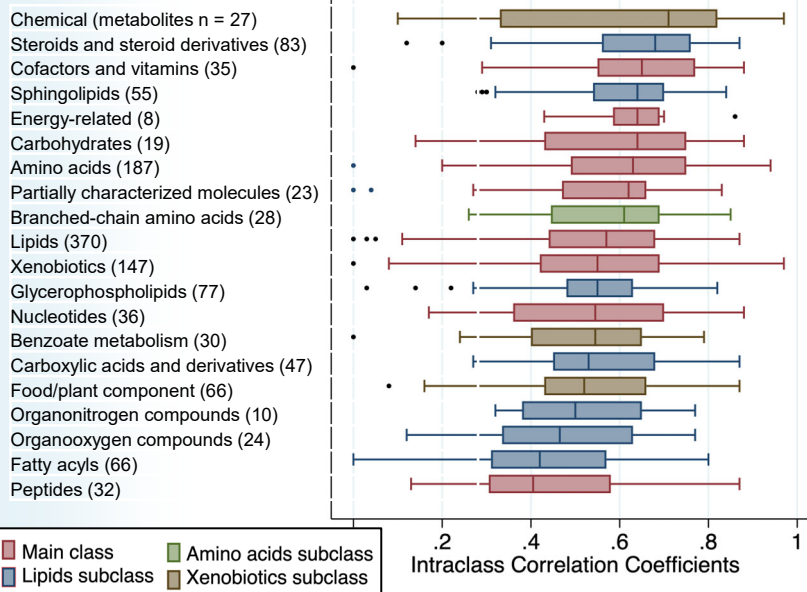 Chemical (metabolites n = 27)
Steroids and steroid derivatives (83)
Cofactors and vitamins (35)
Sphingolipids (55)
Energy-related (8)
Carbohydrates (19)
Amino acids (187)
Partially characterized molecules (23)
Branched-chain amino acids (28)
Lipids (370)
Xenobiotics (147)
Glycerophospholipids (77)
Nucleotides (36)
Benzoate metabolism (30)
Carboxylic acids and derivatives (47)
Food/plant component (66)
Organonitrogen compounds (10)
Organooxygen compounds (24)
Fatty acyls (66)
Peptides (32)
.2 .4 .6 .8 1
Intraclass Correlation Coefficients
Main class
Amino acids subclass
Lipids subclass
Xenobiotics subclass